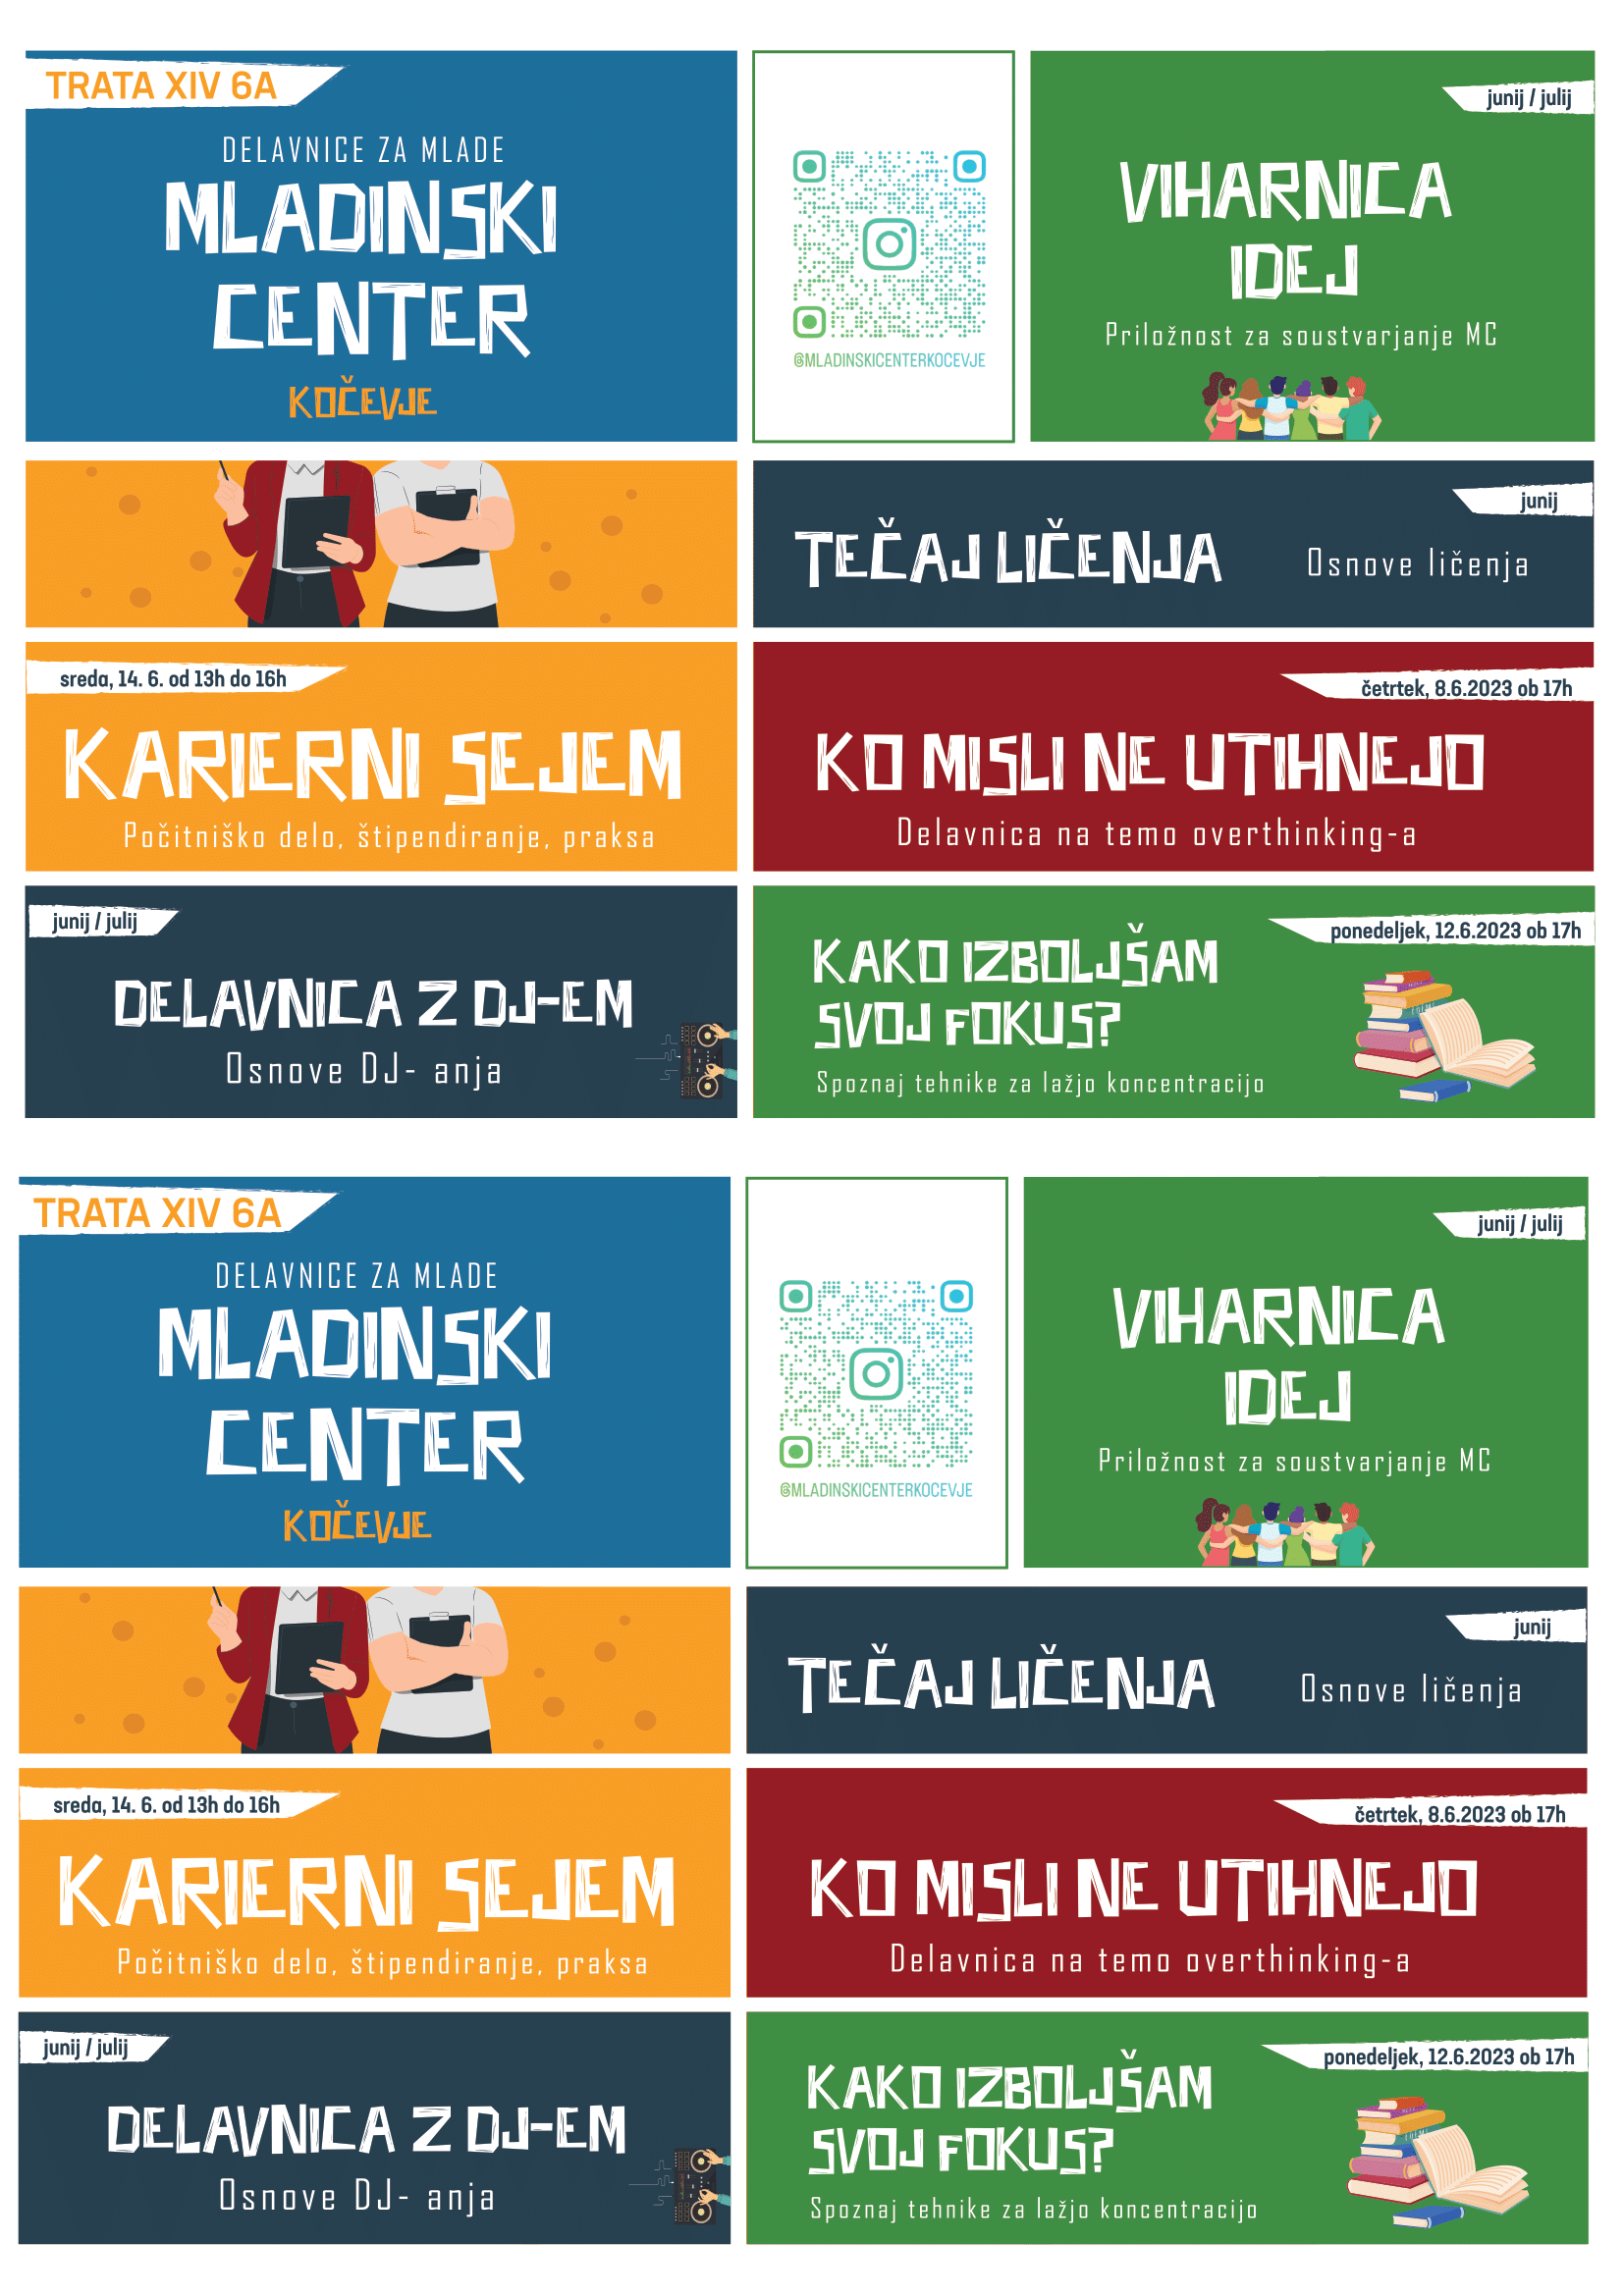 TRATA XIV 6A
DELAVNICE ZA MLADE
MLADINSKI
CENTER
KOČEVJE
@MLADINSKICENTERKOCEVJE
junij / julij
VIHARNICA
IDEJ
Priložnost za soustvarjanje MC
junij
TEČAJ LIČENJA
Osnove ličenja
sreda, 14. 6. od 13h do 16h
KARIERNI SEJEM
Počitniško delo, štipendiranje, praksa
četrtek, 8.6.2023 ob 17h
KO MISLI NE UTIHNEJO
Delavnica na temo overthinking-a
junij / julij
DELAVNICA Z DJ-EM
Osnove DJ- anja
ponedeljek, 12.6.2023 ob 17h
KAKO IZBOLJŠAM
SVOJ FOKUS?
Spoznaj tehnike za lažjo koncentracijo
TRATA XIV 6A
DELAVNICE ZA MLADE
MLADINSKI
CENTER
KOČEVJE
@MLADINSKICENTERKOCEVJE
junij / julij
VIHARNICA
IDEJ
Priložnost za soustvarjanje MC
junij
TEČAJ LIČENJA
Osnove ličenja
sreda, 14. 6. od 13h do 16h
KARIERNI SEJEM
Počitniško delo, štipendiranje, praksa
četrtek, 8.6.2023 ob 17h
KO MISLI NE UTIHNEJO
Delavnica na temo overthinking-a
junij / julij
DELAVNICA Z DJ-EM
Osnove DJ- anja
ponedeljek, 12.6.2023 ob 17h
KAKO IZBOLJŠAM
SVOJ FOKUS?
Spoznaj tehnike za lažjo koncentracijo